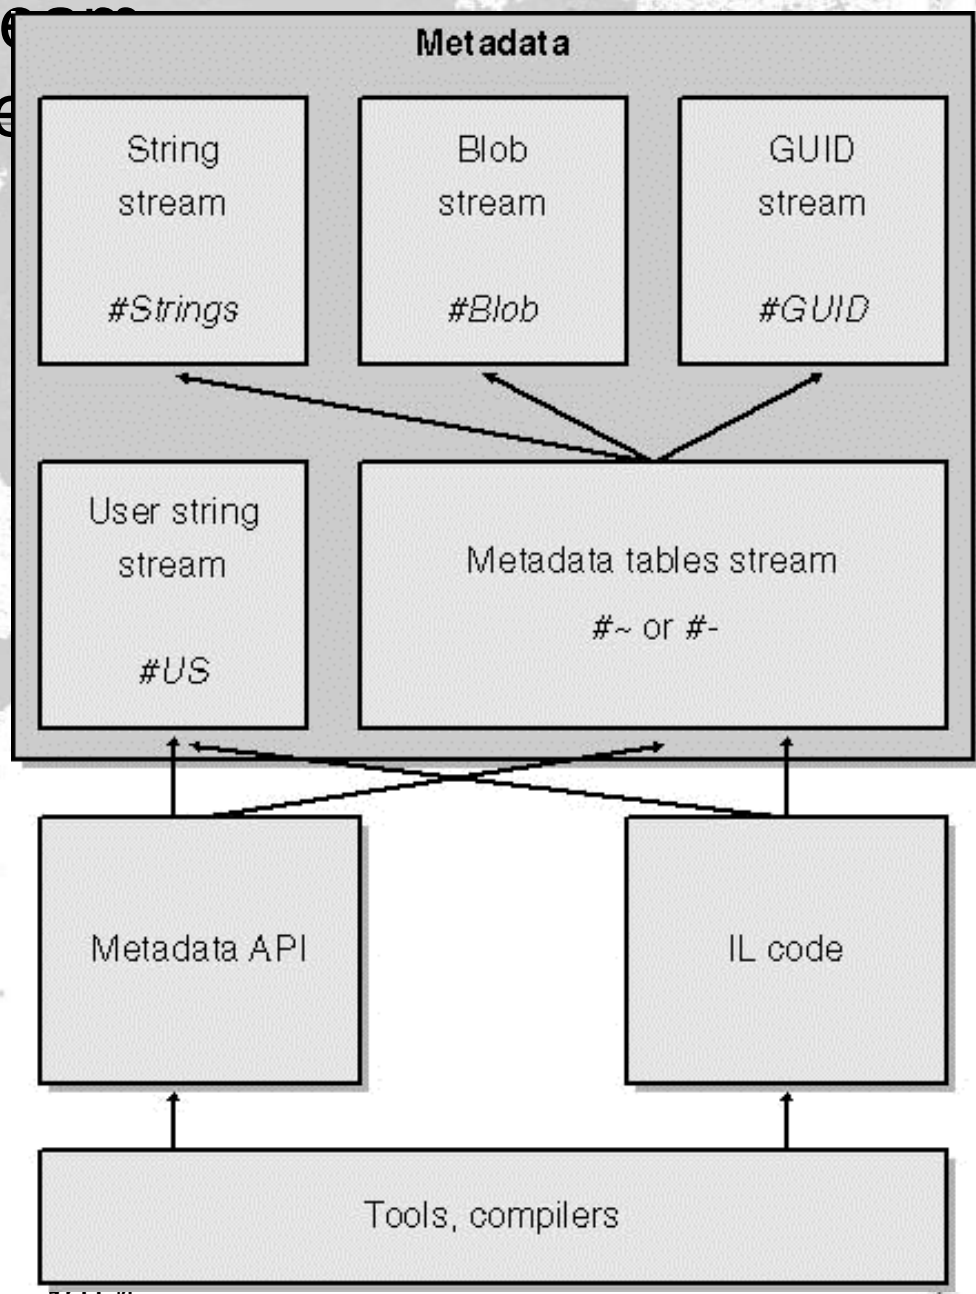 Metadata
String
stream
#Strings
Blob
stream
#Blob
GUID
stream
#GUID
User string
stream
#US
Metadata tables stream
#~ or #-
Metadata API
IL code
Tools, compilers